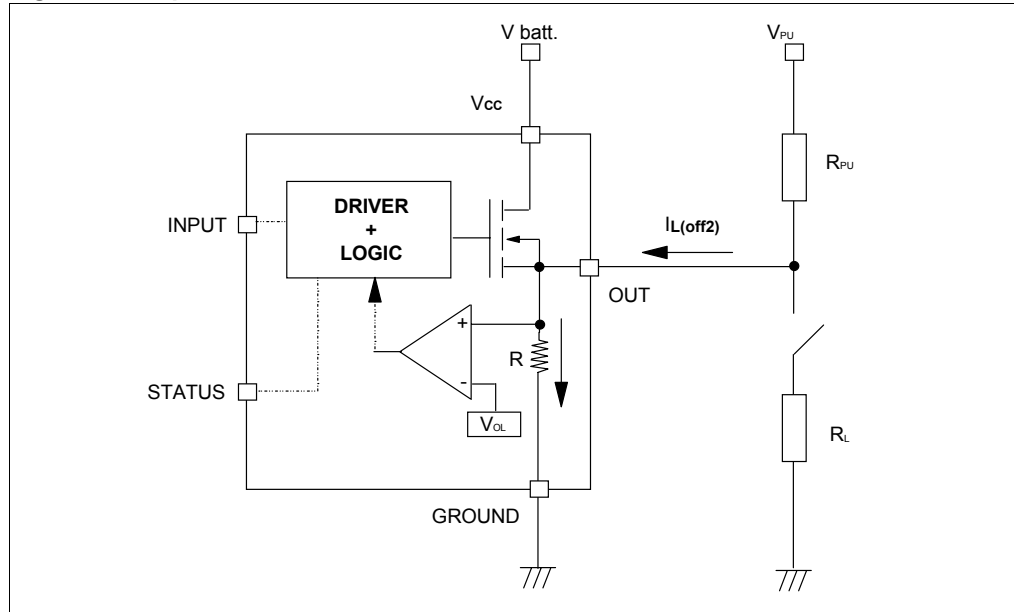 V batt.
VPU
Vcc
RPU
INPUT
DRIVER
+
LOGIC
IL(off2)
OUT
+
R
-
STATUS
VOL
RL
GROUND